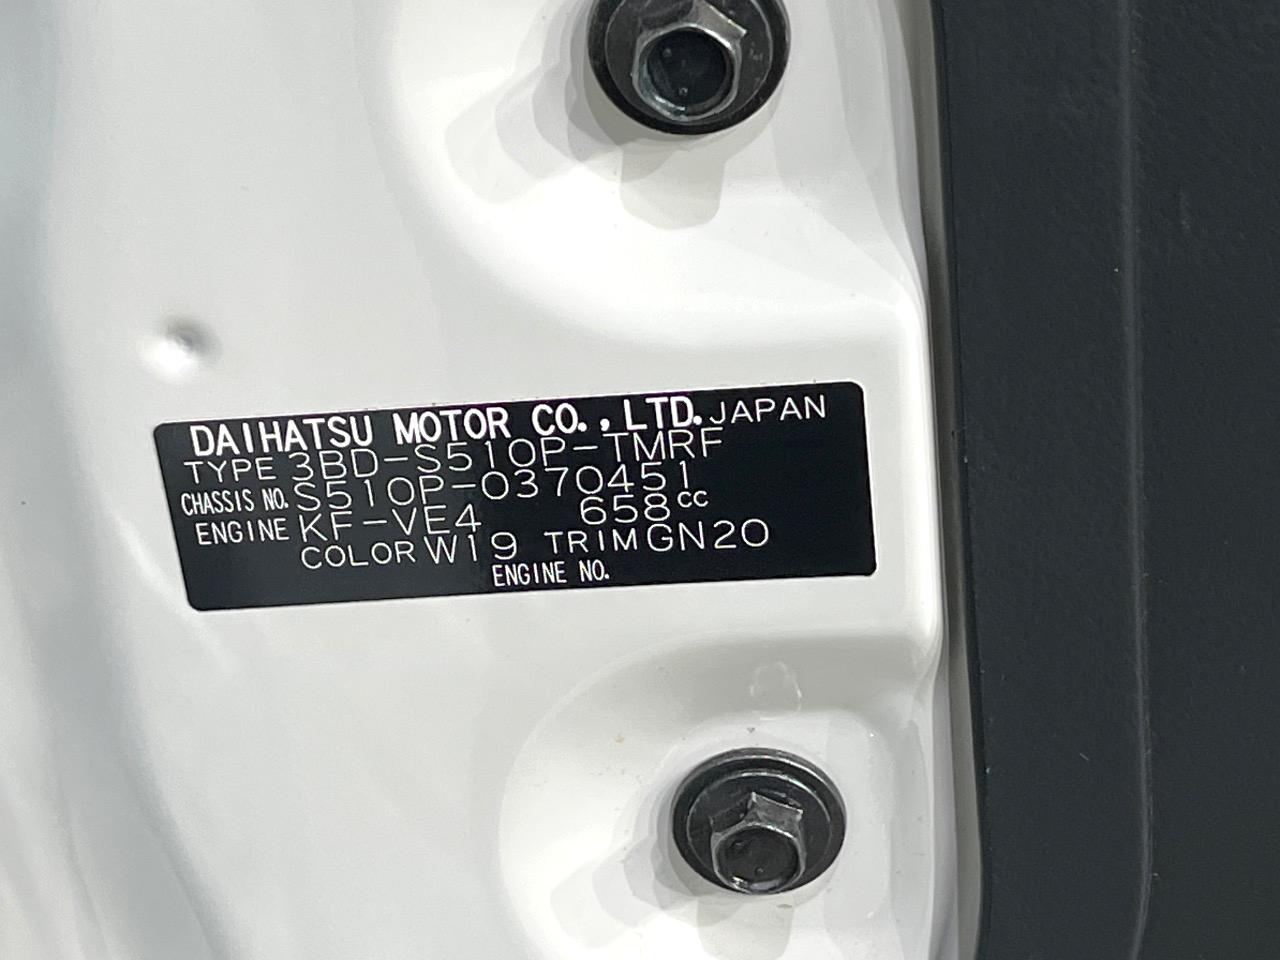 DAIHATSU MOTOR CO., LTD. JAPAN
TYPE 3BD-S510P-TMRF
CHASSIS NO. S510P-0370451
ENGINE KF-VE4 658cc
COLOR W19 TRIM GN20
ENGINE NO.